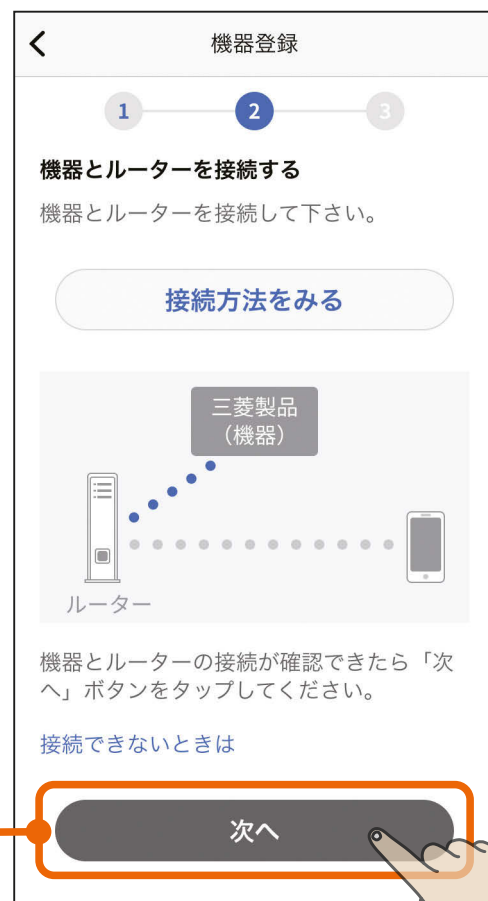 機器登録
1 2 3
機器とルーターを接続する
機器とルーターを接続して下さい。
接続方法をみる
三菱製品
（機器）
ルーター
機器とルーターの接続が確認できたら「次
へ」ボタンをタップしてください。
接続できないときは
次へ